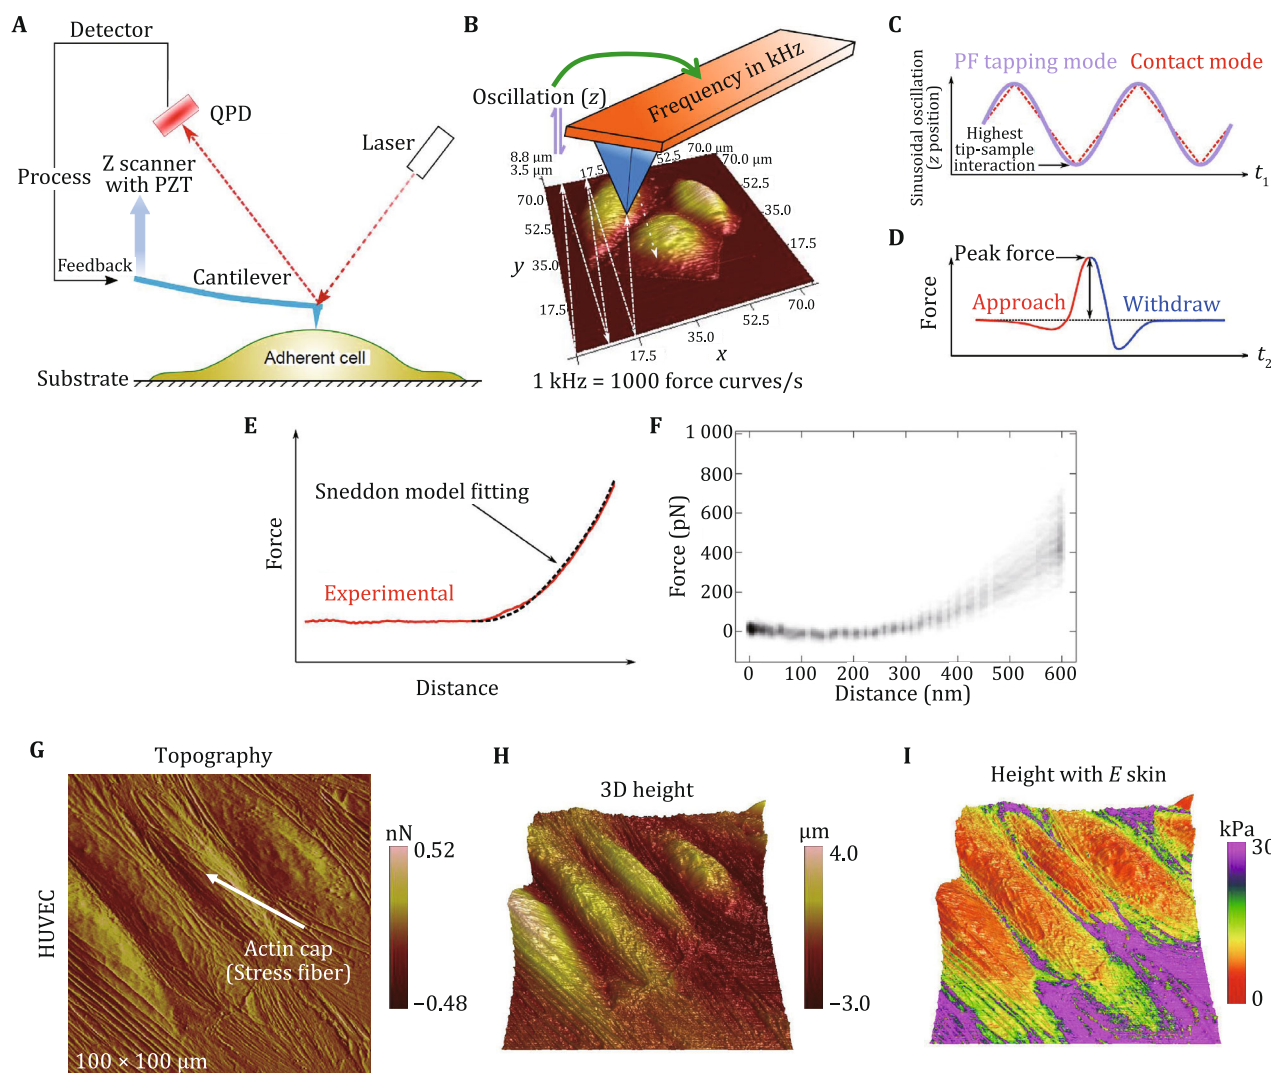 A
Detector
QPD
Laser
Z scanner
with PZT
Process
Feedback
Cantilever
Adherent cell
Substrate
B
Frequency in kHz
Oscillation (z)
8.8 μm
3.5 μm
17.5
52.5
70.0 μm
70.0 μm
70.0
52.5
52.5
35.0
35.0
17.5
17.5
y
70.0
52.5
35.0
17.5
x
1 kHz = 1000 force curves/s
C
PF tapping mode
Contact mode
Sinusoidal oscillation
(z position)
Highest
tip-sample
interaction
t1
D
Peak force
Approach
Withdraw
Force
t2
E
Sneddon model fitting
Force
Experimental
Distance
F
1 000
800
600
400
200
0
Force (pN)
0 100 200 300 400 500 600
Distance (nm)
G
Topography
HUVEC
Actin cap
(Stress fiber)
100 × 100 μm
nN
0.52
−0.48
H
3D height
μm
4.0
−3.0
I
Height with E skin
kPa
30
0